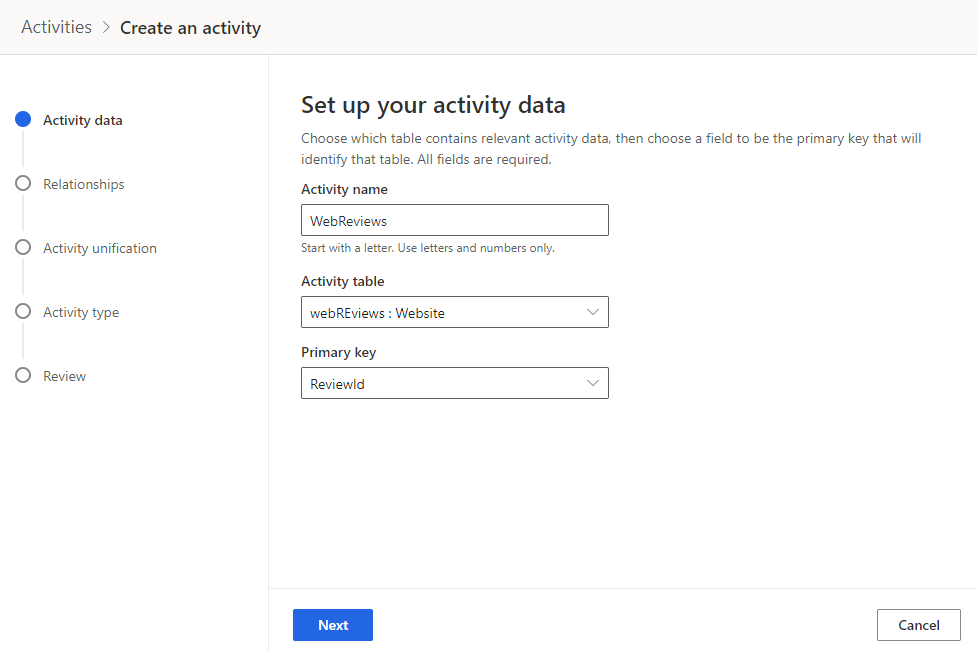 Activities > Create an activity
Activity data
Relationships
Activity unification
Activity type
Review
Set up your activity data
Choose which table contains relevant activity data, then choose a field to be the primary key that will
identify that table. All fields are required.
Activity name
WebReviews
Start with a letter. Use letters and numbers only.
Activity table
webREviews : Website
Primary key
ReviewId
Next
Cancel